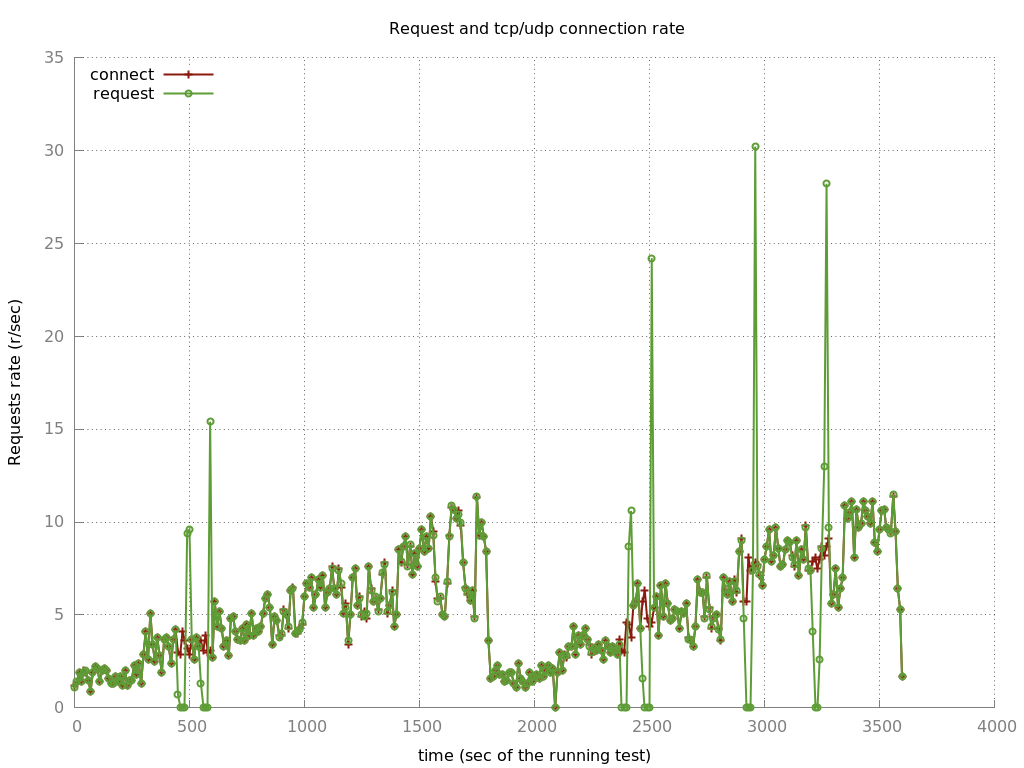 Request and tcp/udp connection rate
35
30
25
20
15
10
5
0
connect
request
Requests rate (r/sec)
0 500 1000 1500 2000 2500 3000 3500 4000
time (sec of the running test)